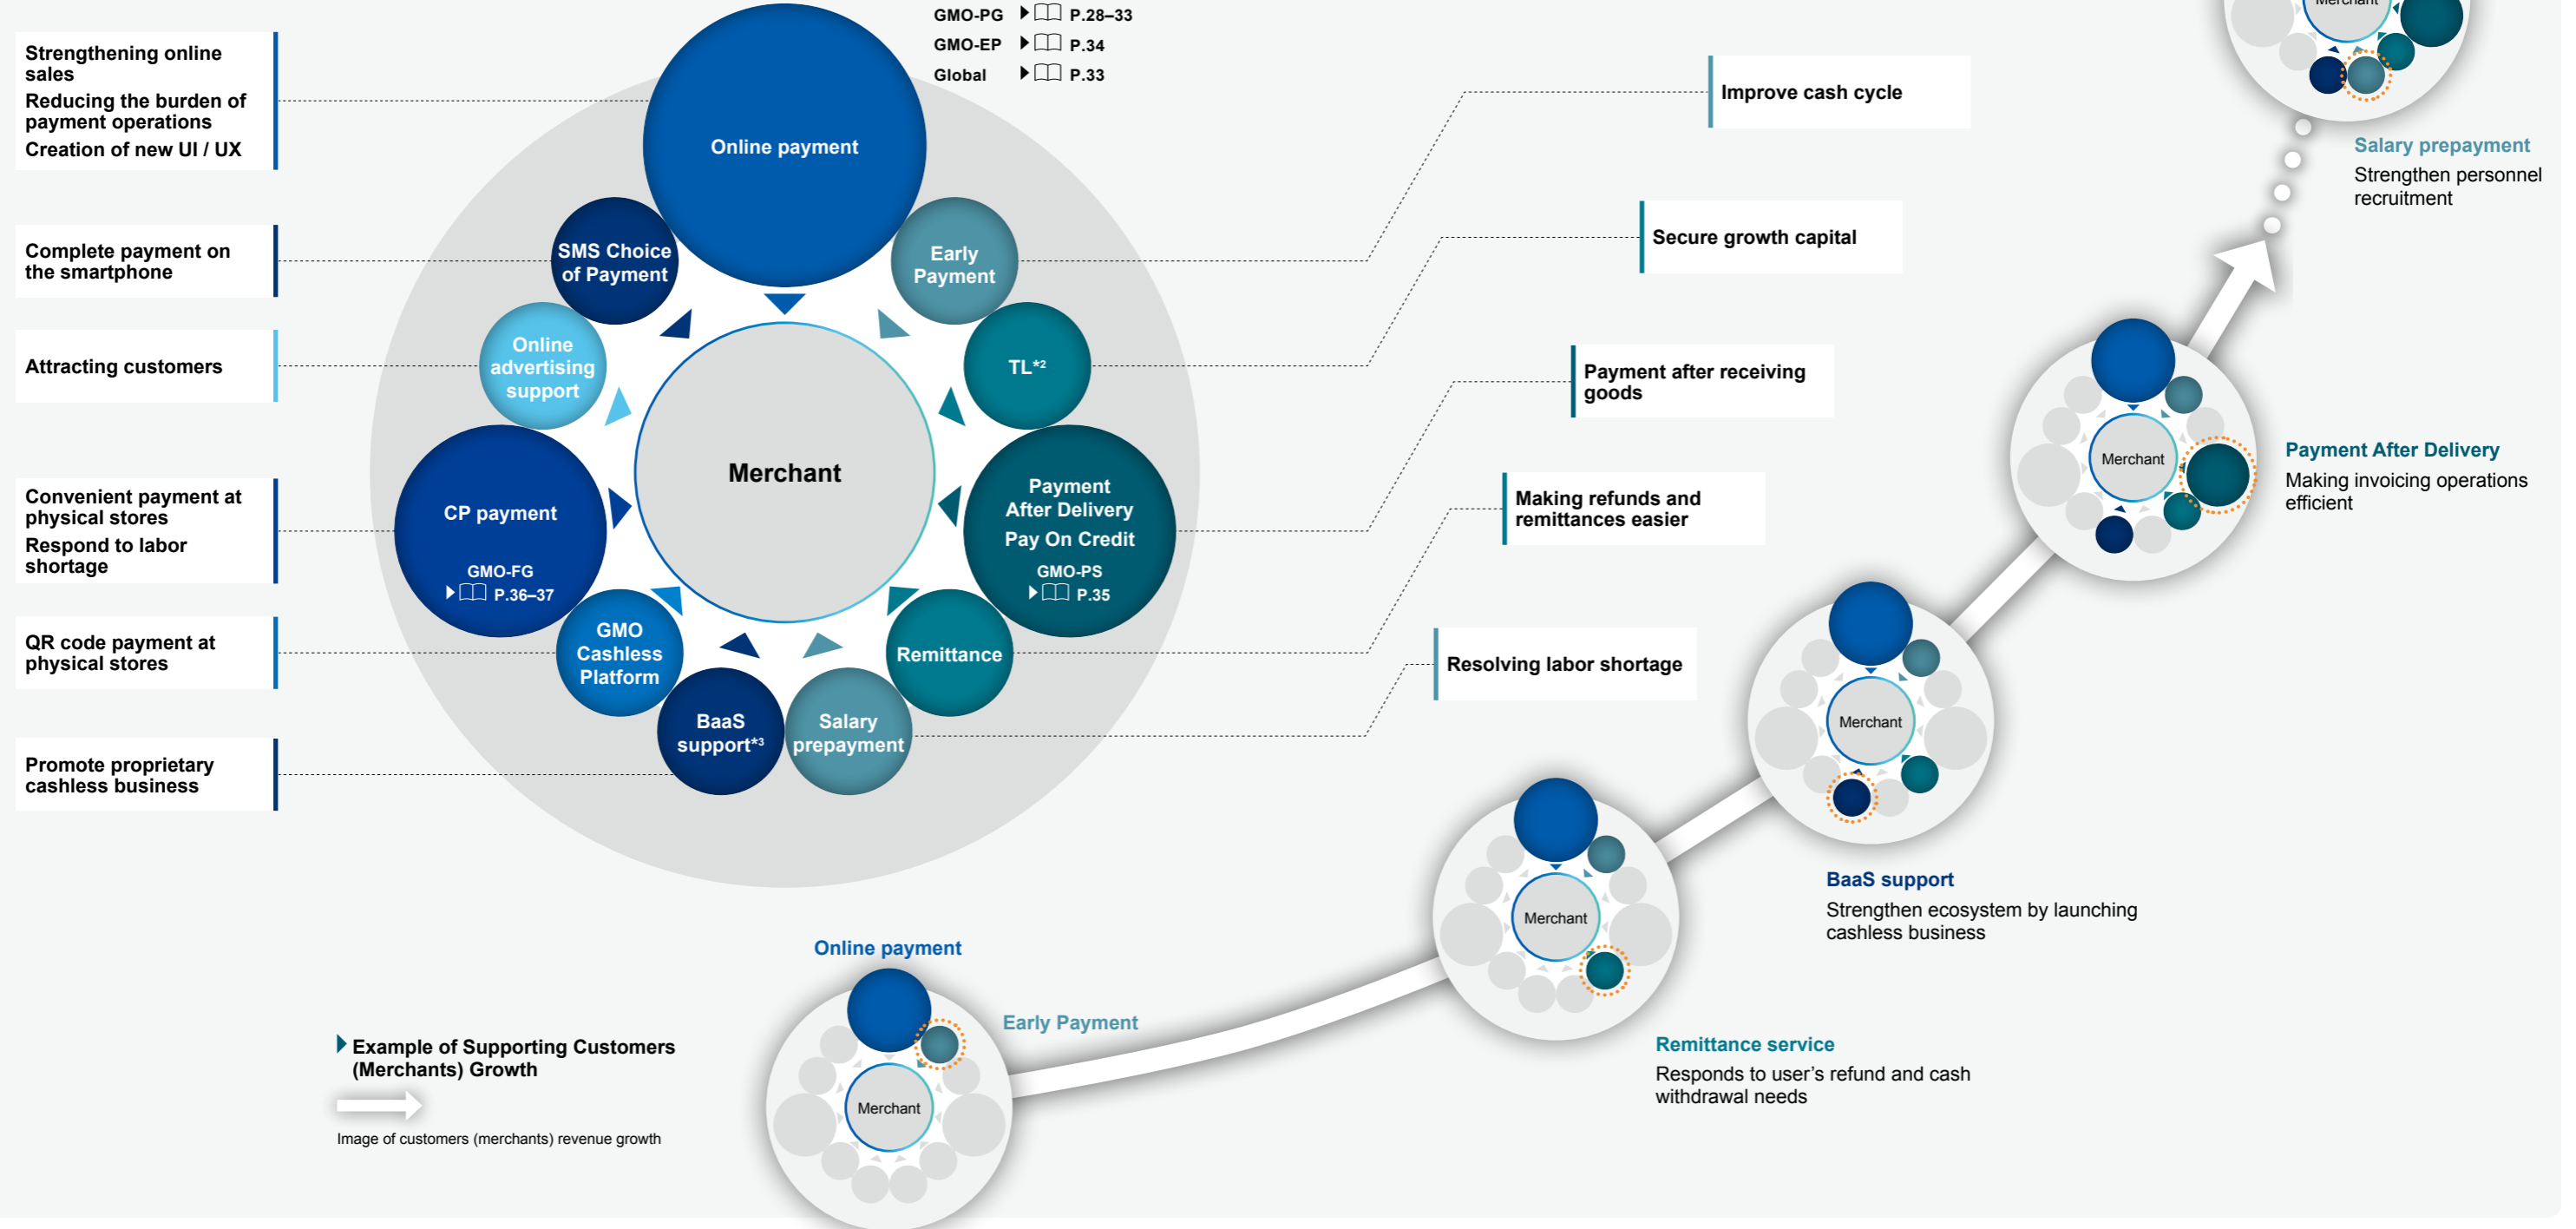 GMO-PG P.28–33
GMO-EP P.34
Global P.33
Strengthening online
sales
Reducing the burden of
payment operations
Creation of new UI / UX
Complete payment on
the smartphone
Attracting customers
Convenient payment at
physical stores
Respond to labor
shortage
QR code payment at
physical stores
Promote proprietary
cashless business
Online payment
SMS Choice
of Payment
Early
Payment
Online
advertising
support
TL*2
Merchant
CP payment
GMO-FG
P.36–37
Payment
After Delivery
Pay On Credit
GMO-PS
P.35
GMO
Cashless
Platform
Remittance
BaaS
support*3
Salary
prepayment
Improve cash cycle
Secure growth capital
Payment after receiving
goods
Making refunds and
remittances easier
Resolving labor shortage
Merchant
Salary prepayment
Strengthen personnel
recruitment
Merchant
Payment After Delivery
Making invoicing operations
efficient
Merchant
BaaS support
Strengthen ecosystem by launching
cashless business
Merchant
Remittance service
Responds to user’s refund and cash
withdrawal needs
Online payment
Early Payment
Merchant
Example of Supporting Customers
(Merchants) Growth
Image of customers (merchants) revenue growth